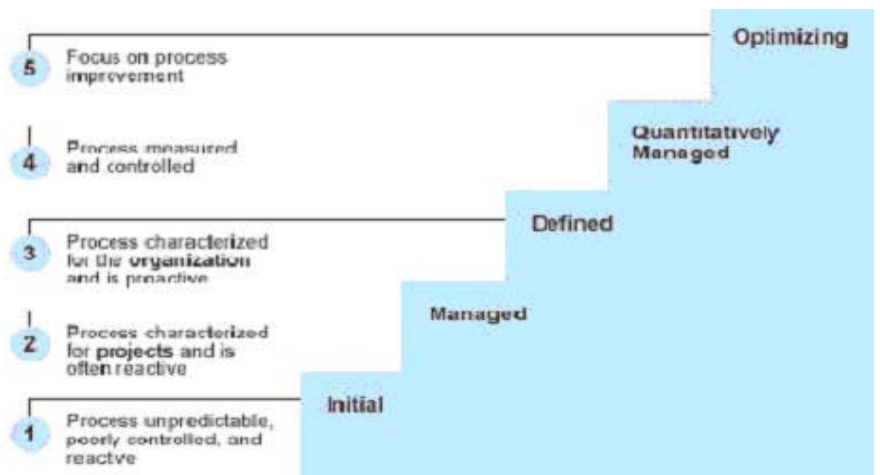 Optimizing
5
Focus on process
improvement
Quantitatively
Managed
4
Process measured
and controlled
Defined
3
Process characterized
for the organization
and is proactive
Managed
2
Process characterized
for projects and is
often reactive
Initial
1
Process unpredictable,
poorly controlled, and
reactive